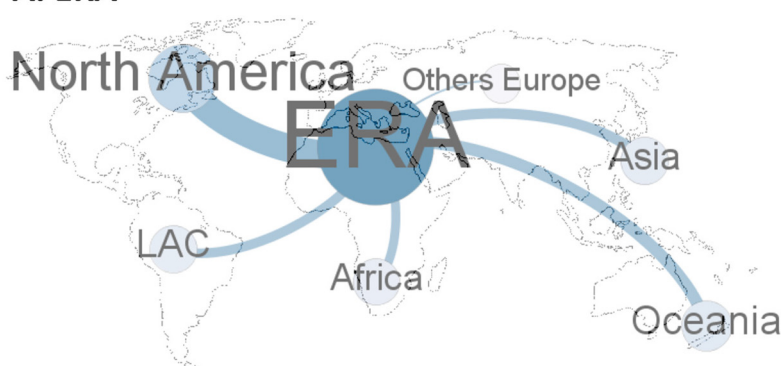 North America
Others Europe
ERA
Asia
LAC
Africa
Oceania